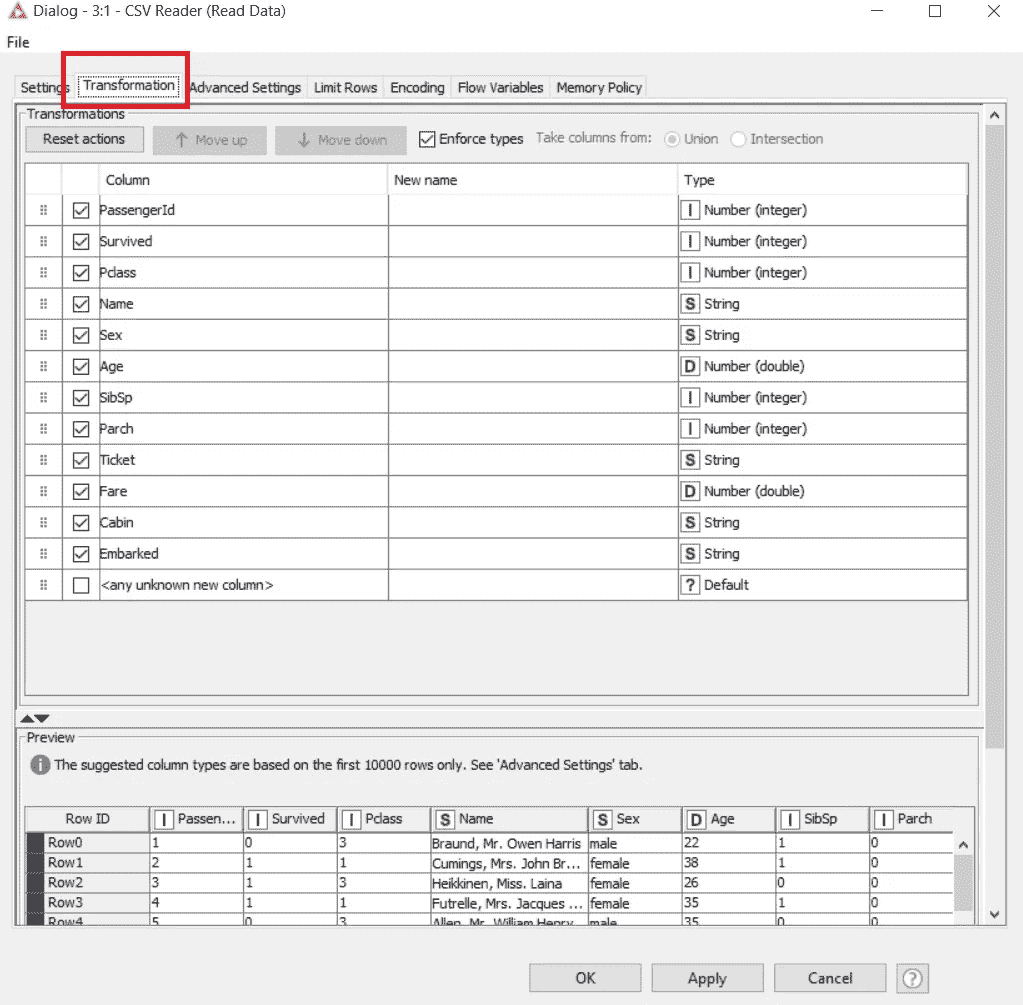 Dialog - 3:1 - CSV Reader (Read Data)
File
Settings Transformation Advanced Settings Limit Rows Encoding Flow Variables Memory Policy
Transformations
Reset actions Move up Move down Enforce types Take columns from: Union Intersection
Column New name Type
PassengerId I Number (integer)
Survived I Number (integer)
Pclass I Number (integer)
Name S String
Sex S String
Age D Number (double)
SibSp I Number (integer)
Parch I Number (integer)
Ticket S String
Fare D Number (double)
Cabin S String
Embarked S String
<any unknown new column> ? Default
Preview
i The suggested column types are based on the first 10000 rows only. See 'Advanced Settings' tab.
Row ID I Passen... I Survived I Pclass S Name S Sex D Age I SibSp I Parch
Row0 1 0 3 Braund, Mr. Owen Harris male 22 1 0
Row1 2 1 1 Cumings, Mrs. John Br... female 38 1 0
Row2 3 1 3 Heikkinen, Miss. Laina female 26 0 0
Row3 4 1 1 Futrelle, Mrs. Jacques ... female 35 1 0
Row4 5 0 3 Allen, Mr. William Henry male 35 0 0
OK Apply Cancel ?